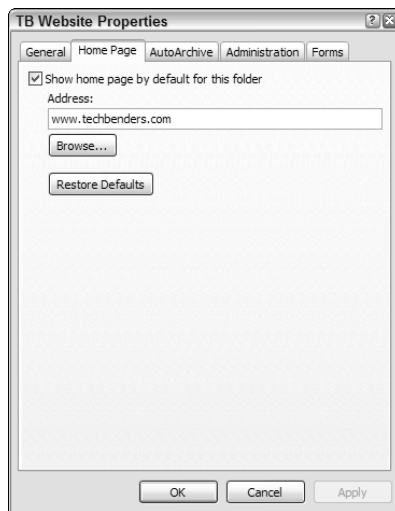 TB Website Properties
General Home Page AutoArchive Administration Forms
Show home page by default for this folder
Address:
www.techbenders.com
Browse...
Restore Defaults
OK Cancel Apply